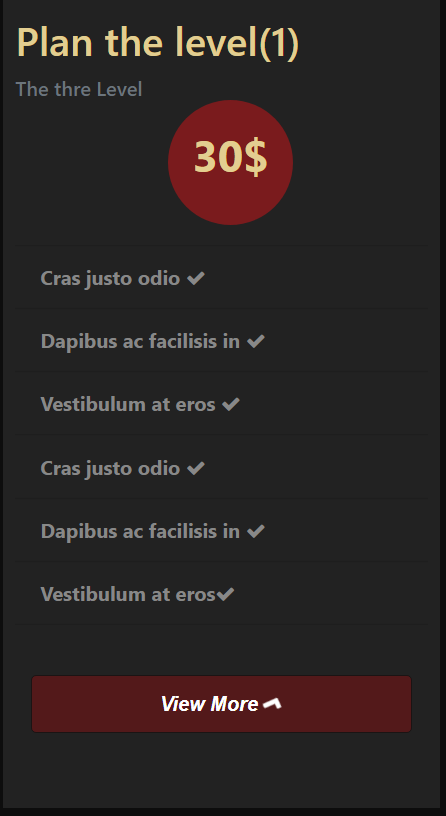 Plan the level(1)
The thre Level
30$
Cras justo odio ✔
Dapibus ac facilisis in ✔
Vestibulum at eros ✔
Cras justo odio ✔
Dapibus ac facilisis in ✔
Vestibulum at eros✔
View More